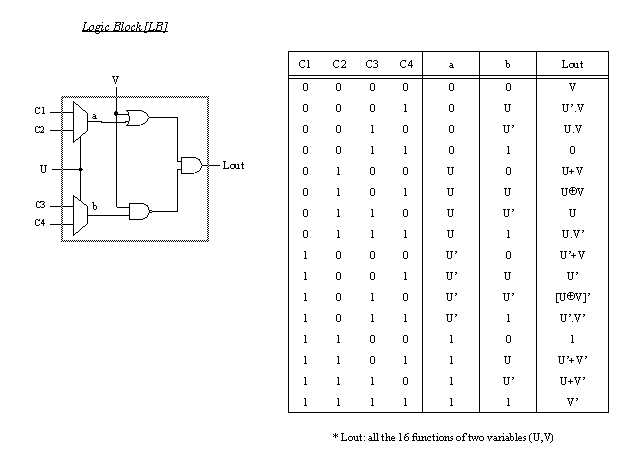 Logic Block [LB]
V
C1
a
C2
U
Lout
C3
b
C4
C1 C2 C3 C4 a b Lout
0 0 0 0 0 0 V
0 0 0 1 0 U U'.V
0 0 1 0 0 U' U.V
0 0 1 1 0 1 0
0 1 0 0 U 0 U+V
0 1 0 1 U U U⊕V
0 1 1 0 U U' U
0 1 1 1 U 1 U.V'
1 0 0 0 U' 0 U'+V
1 0 0 1 U' U U'
1 0 1 0 U' U' [U⊕V]'
1 0 1 1 U' 1 U'.V'
1 1 0 0 1 0 1
1 1 0 1 1 U U'+V'
1 1 1 0 1 U' U+V'
1 1 1 1 1 1 V'
* Lout: all the 16 functions of two variables (U,V)